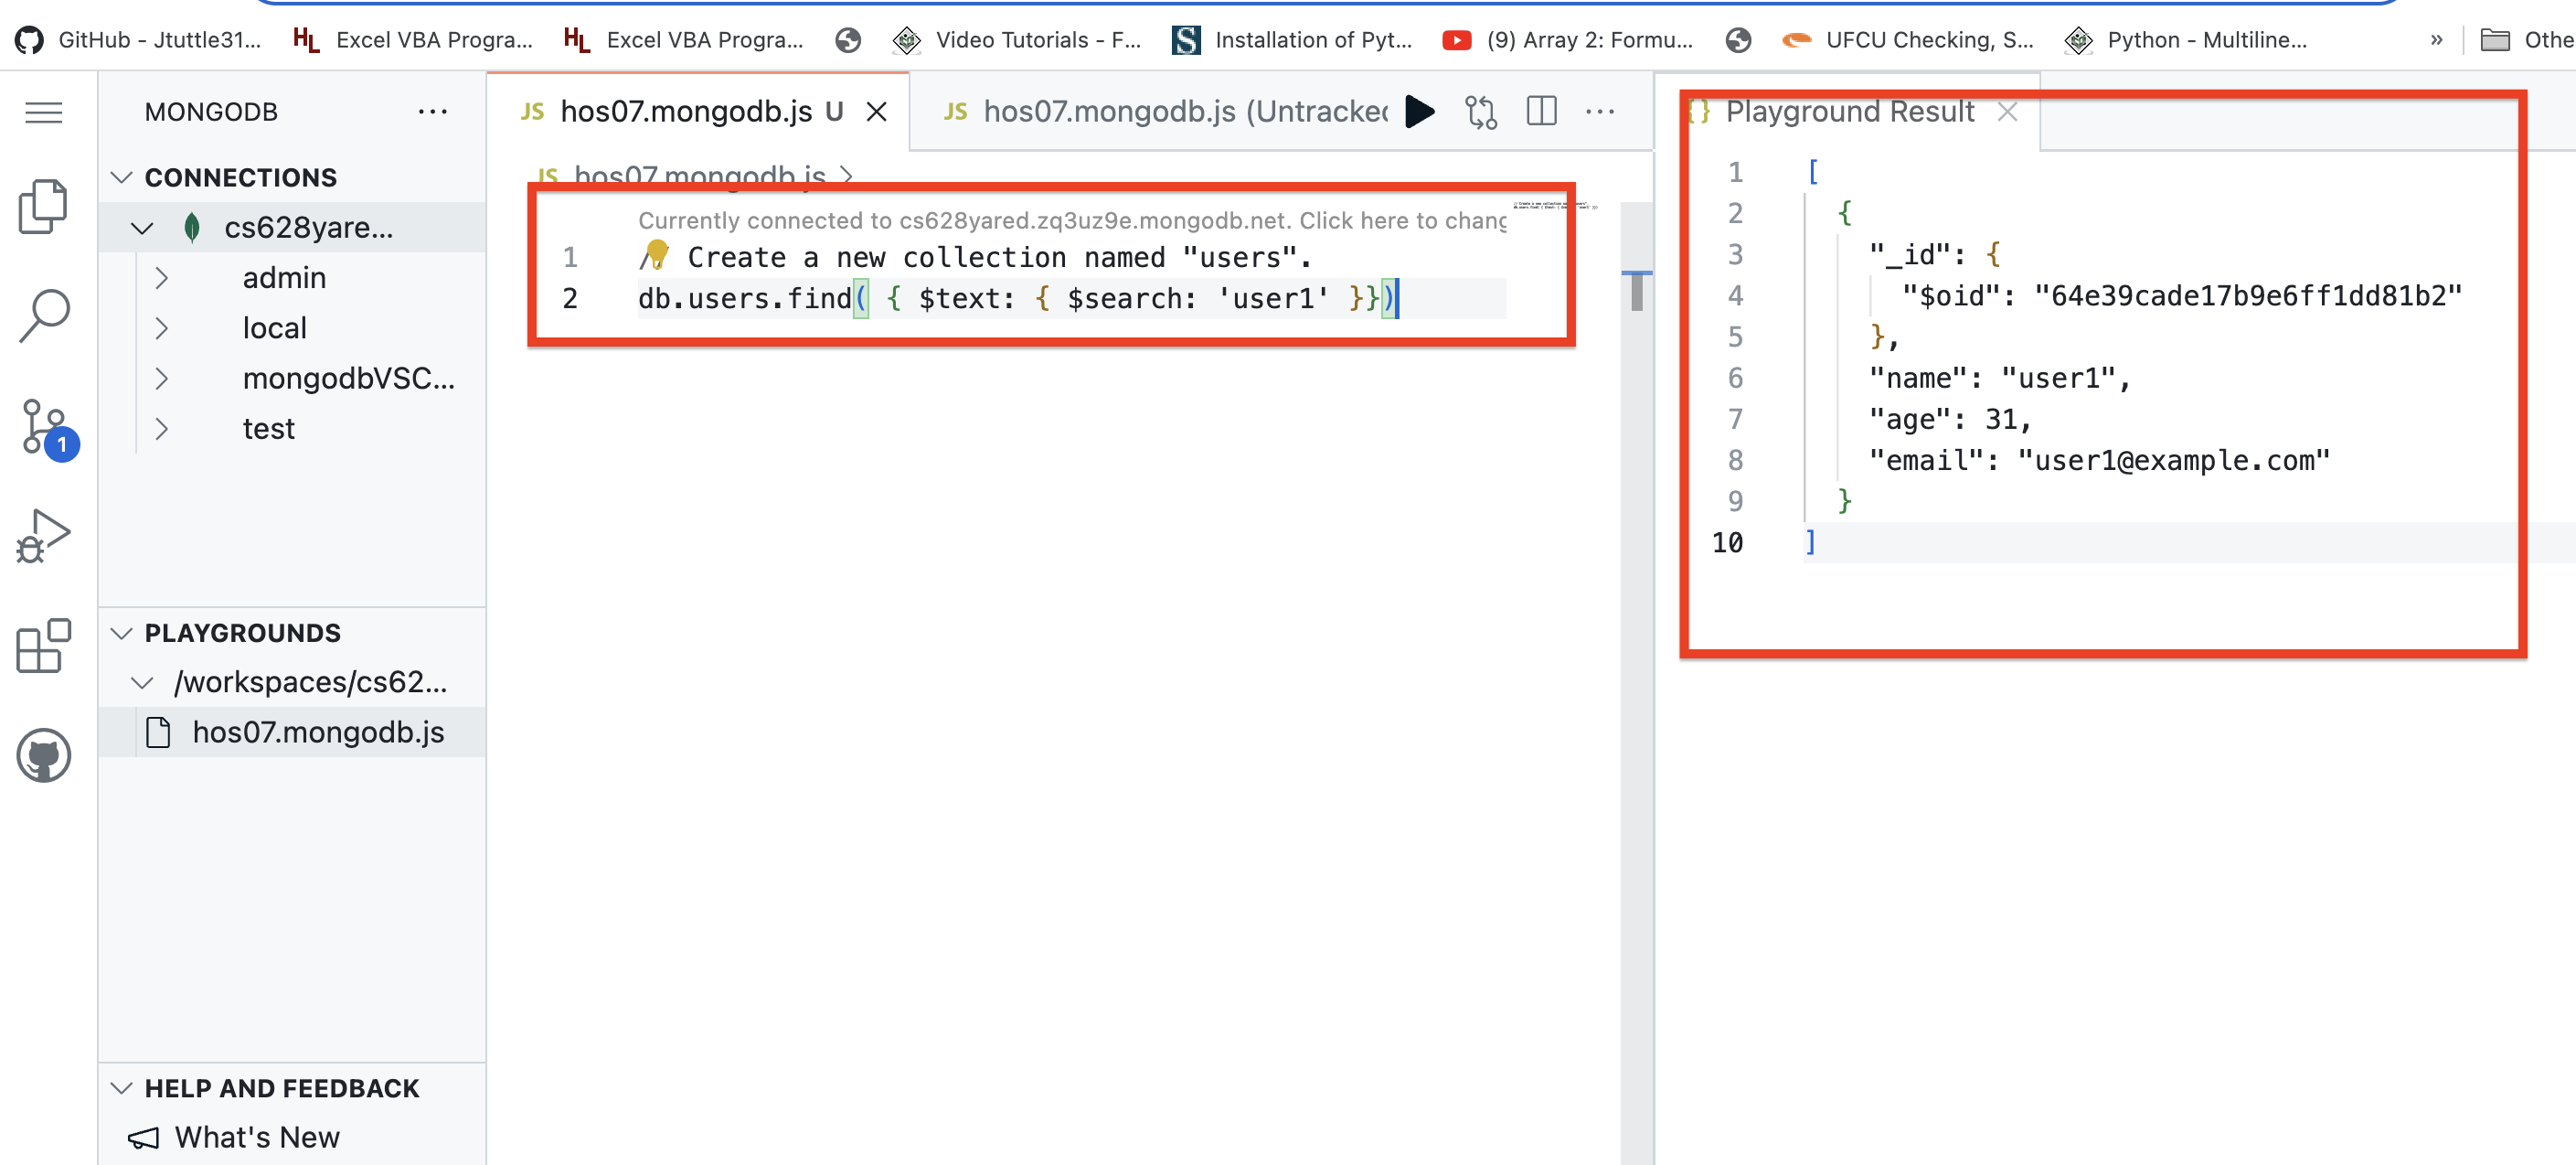 GitHub - Jtuttle31...
HL Excel VBA Progra...
HL Excel VBA Progra...
Video Tutorials - F...
S Installation of Pyt...
(9) Array 2: Formu...
UFCU Checking, S...
Python - Multiline...
»
Othe
MONGODB ...
CONNECTIONS
cs628yare...
admin
local
mongodbVSC...
test
1
PLAYGROUNDS
/workspaces/cs62...
hos07.mongodb.js
HELP AND FEEDBACK
What's New
JS hos07.mongodb.js U
JS hos07.mongodb.js (Untracked
...
JS hos07.mongodb.js >
Currently connected to cs628yared.zq3uz9e.mongodb.net. Click here to chang
1 // Create a new collection named "users".
2 db.users.find( { $text: { $search: 'user1' }})
{} Playground Result
1 [
2 {
3 "_id": {
4 "$oid": "64e39cade17b9e6ff1dd81b2"
5 },
6 "name": "user1",
7 "age": 31,
8 "email": "user1@example.com"
9 }
10 ]